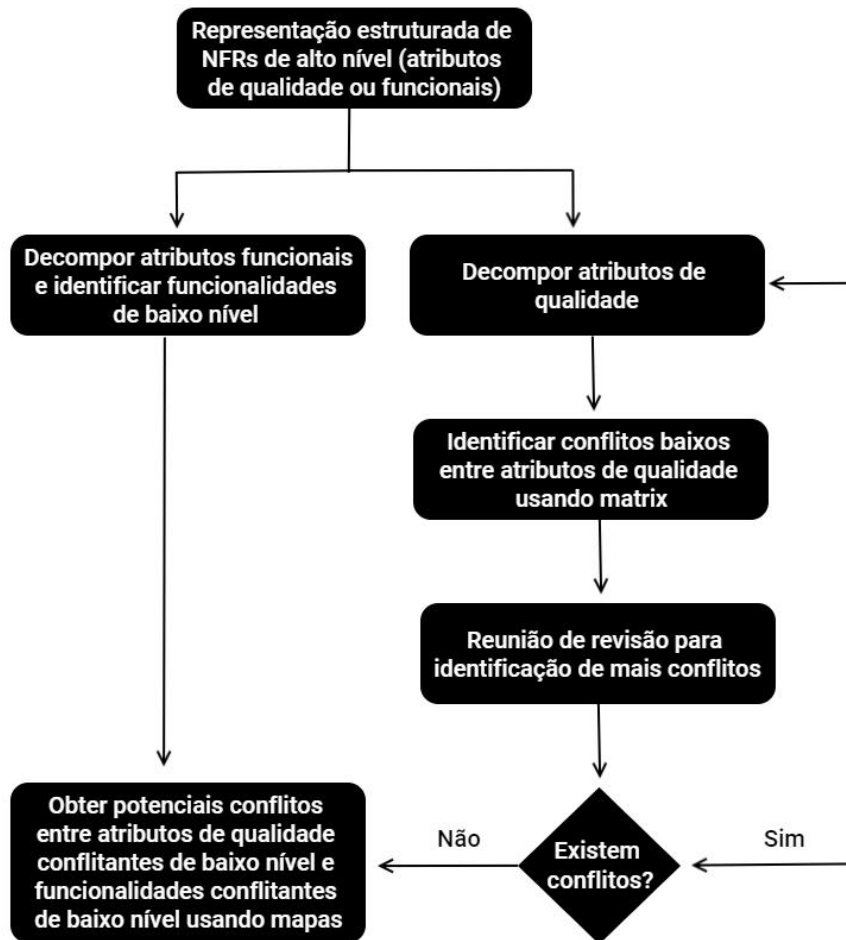 Representação estruturada de
NFRs de alto nível (atributos
de qualidade ou funcionais)
Decompor atributos funcionais
e identificar funcionalidades
de baixo nível
Decompor atributos de
qualidade
Identificar conflitos baixos
entre atributos de qualidade
usando matrix
Reunião de revisão para
identificação de mais conflitos
Obter potenciais conflitos
entre atributos de qualidade
conflitantes de baixo nível e
funcionalidades conflitantes
de baixo nível usando mapas
Não
Existem
conflitos?
Sim